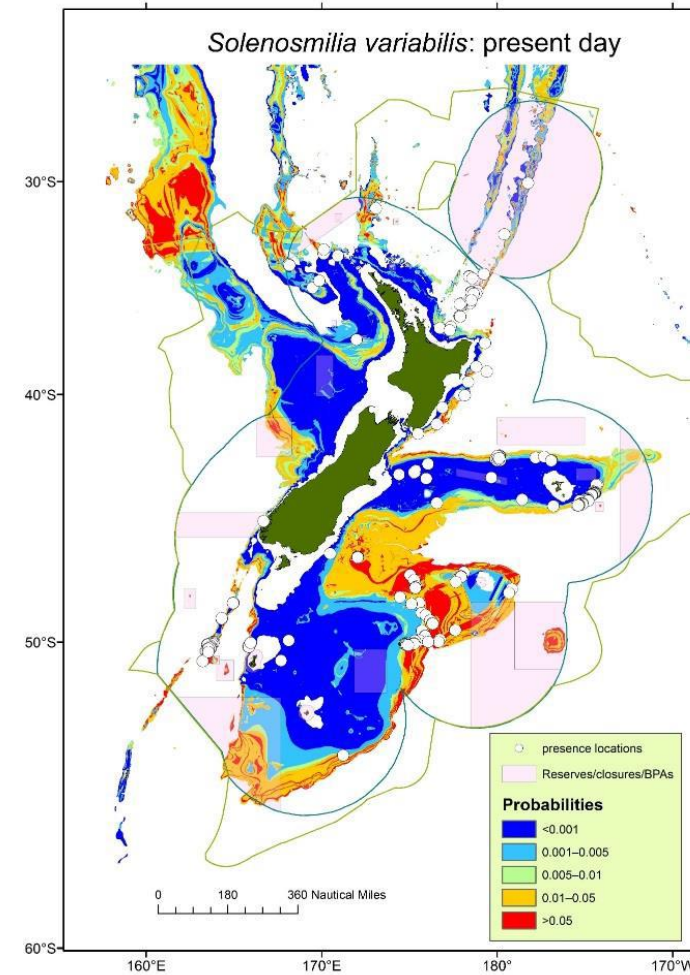 Solenosmilia variabilis: present day
30°S
40°S
50°S
60°S
presence locations
Reserves/closures/BPAs
Probabilities
<0.001
0.001–0.005
0.005–0.01
0.01–0.05
>0.05
0 180 360 Nautical Miles
160°E 170°E 180° 170°W